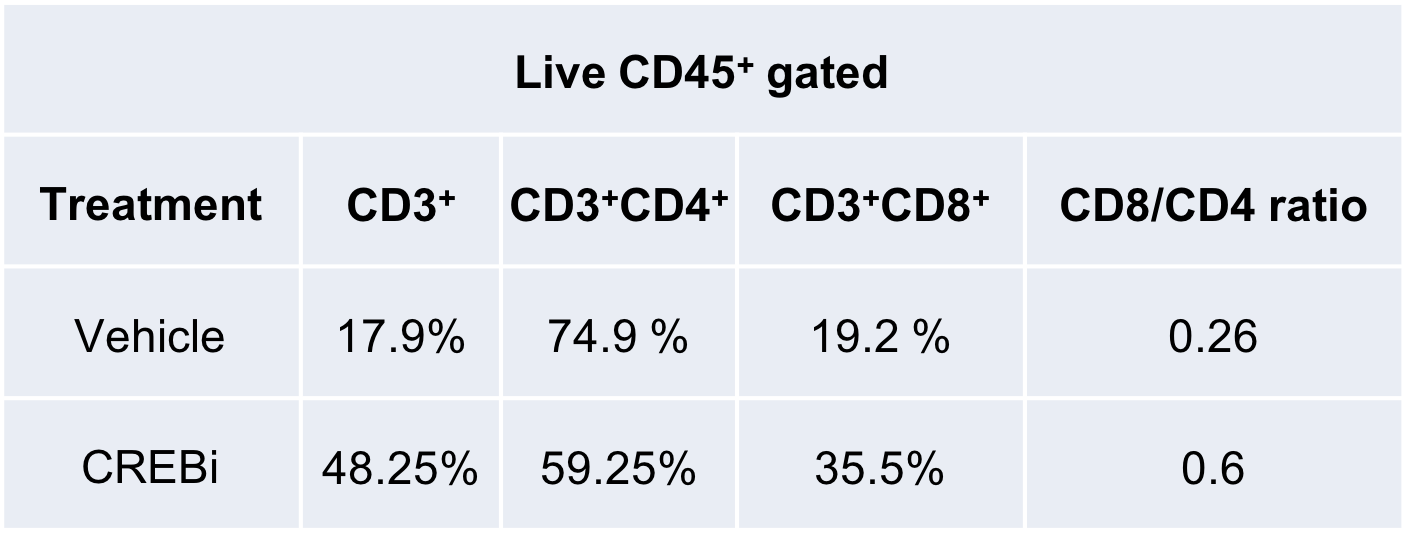 Live CD45⁺ gated
Treatment CD3⁺ CD3⁺CD4⁺ CD3⁺CD8⁺ CD8/CD4 ratio
Vehicle 17.9% 74.9 % 19.2 % 0.26
CREBi 48.25% 59.25% 35.5% 0.6